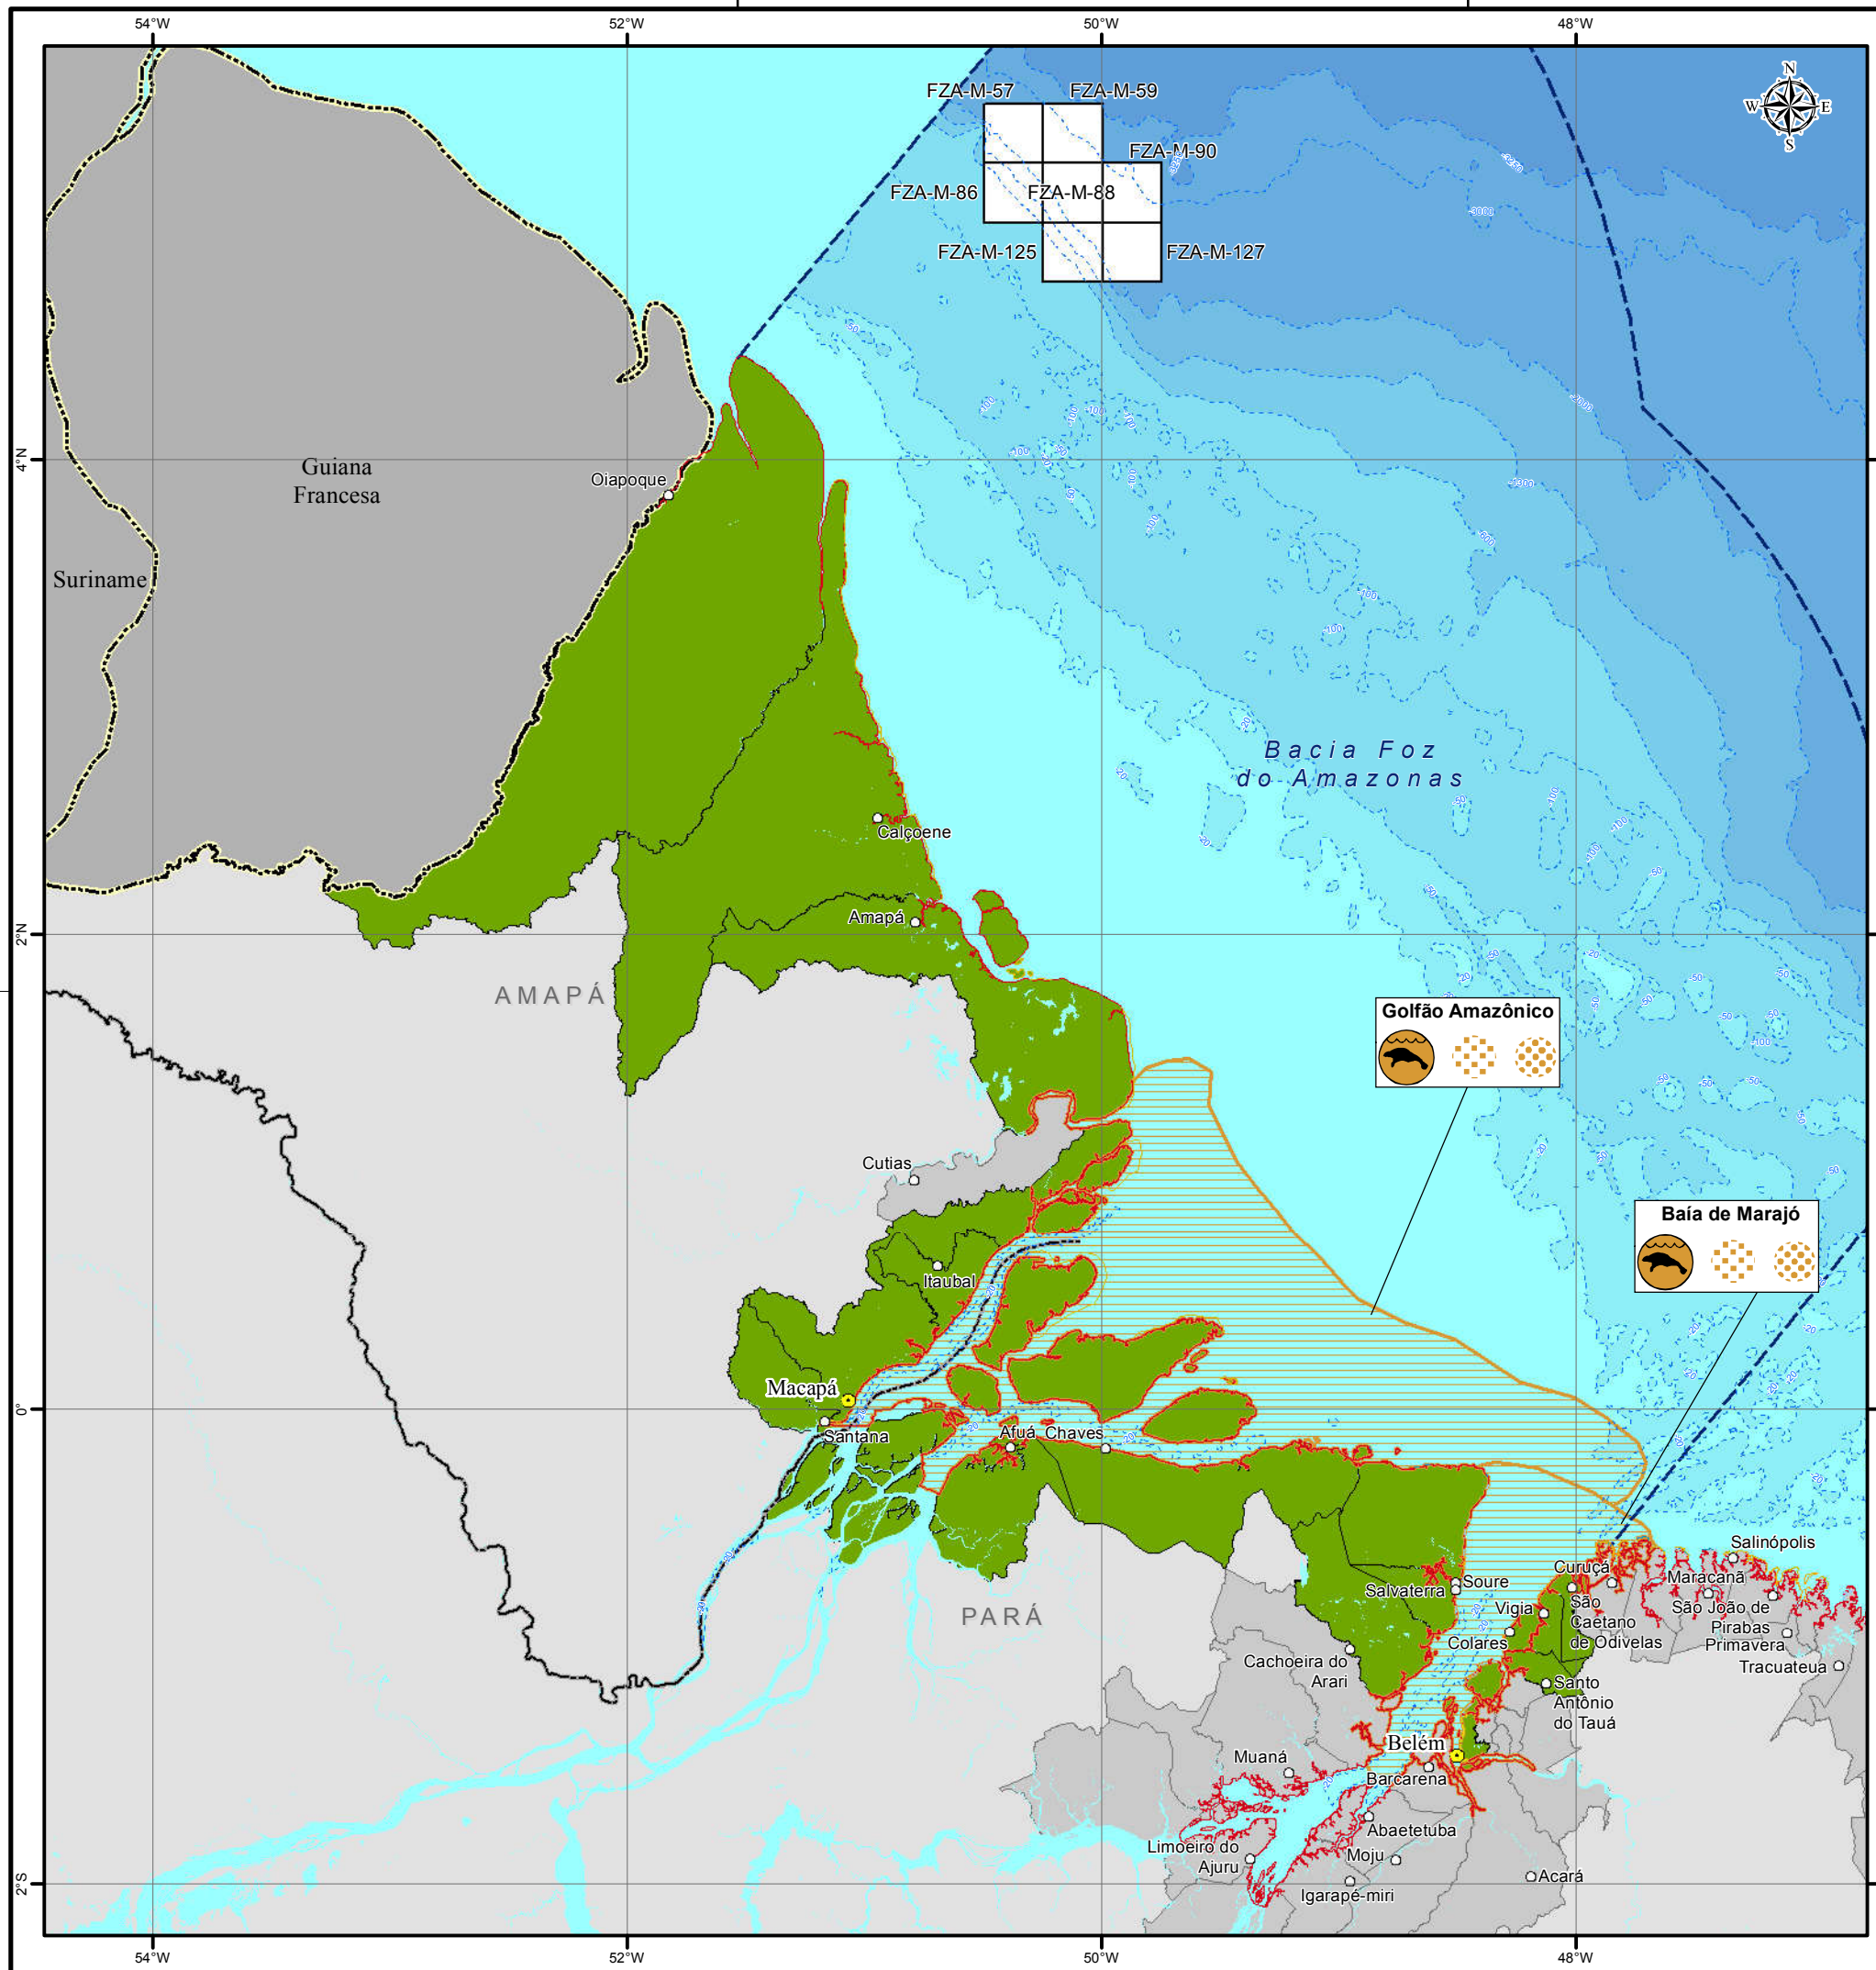 54°W
52°W
50°W
48°W
N
W
E
S
FZA-M-57
FZA-M-59
FZA-M-90
FZA-M-86
FZA-M-88
FZA-M-125
FZA-M-127
-3250
-3000
4°N
Guiana
Francesa
Oiapoque
Suriname
Bacia Foz
do Amazonas
Calçoene
Amapá
2°N
AMAPÁ
Golfão Amazônico
Cutias
Baía de Marajó
Itaubal
Macapá
0°
Santana
Afuá
Chaves
Salinópolis
Curuçá
Maracanã
Soure
Salvaterra
Vigia
São
Caetano
de Odivelas
São João de
Pirabas
Primavera
PARÁ
Colares
Tracuateua
Cachoeira do
Arari
Santo
Antônio
do Tauá
Belém
Muaná
Barcarena
Abaetetuba
Limoeiro do
Ajuru
Moju
Acará
Igarapé-miri
2°S
54°W
52°W
50°W
48°W